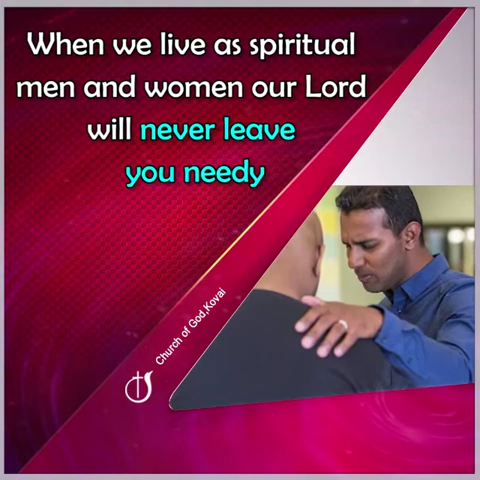 When we live as spiritual
men and women our Lord
will never leave
you needy
Church of God,Kovai